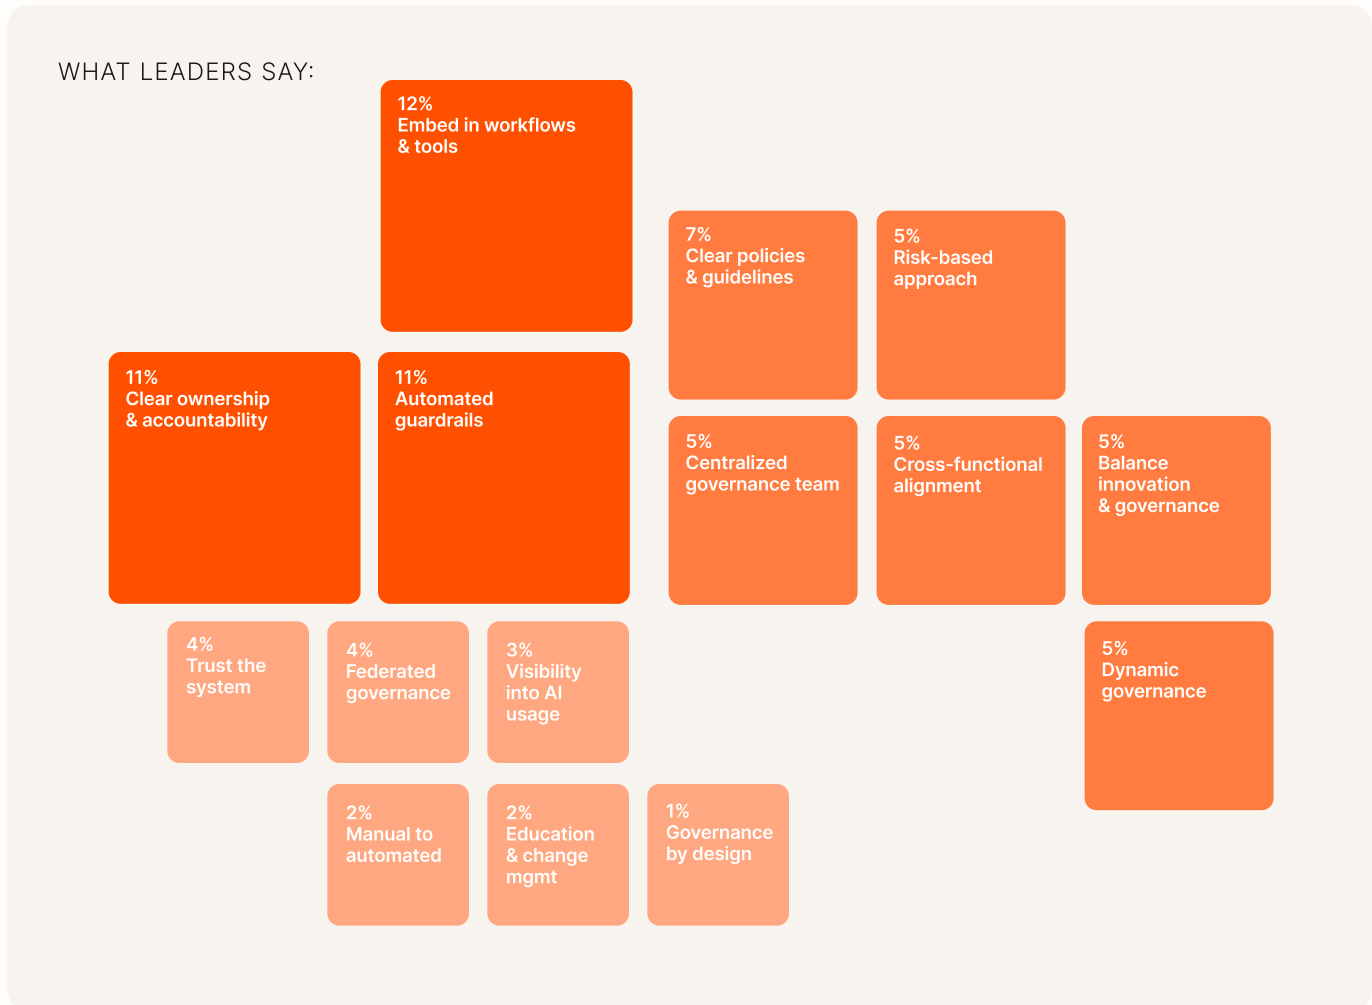 WHAT LEADERS SAY:
12%
Embed in workflows
& tools
7%
Clear policies
& guidelines
5%
Risk-based
approach
11%
Clear ownership
& accountability
11%
Automated
guardrails
5%
Centralized
governance team
5%
Cross-functional
alignment
5%
Balance
innovation
& governance
4%
Trust the
system
4%
Federated
governance
3%
Visibility
into AI
usage
5%
Dynamic
governance
2%
Manual to
automated
2%
Education
& change
mgmt
1%
Governance
by design